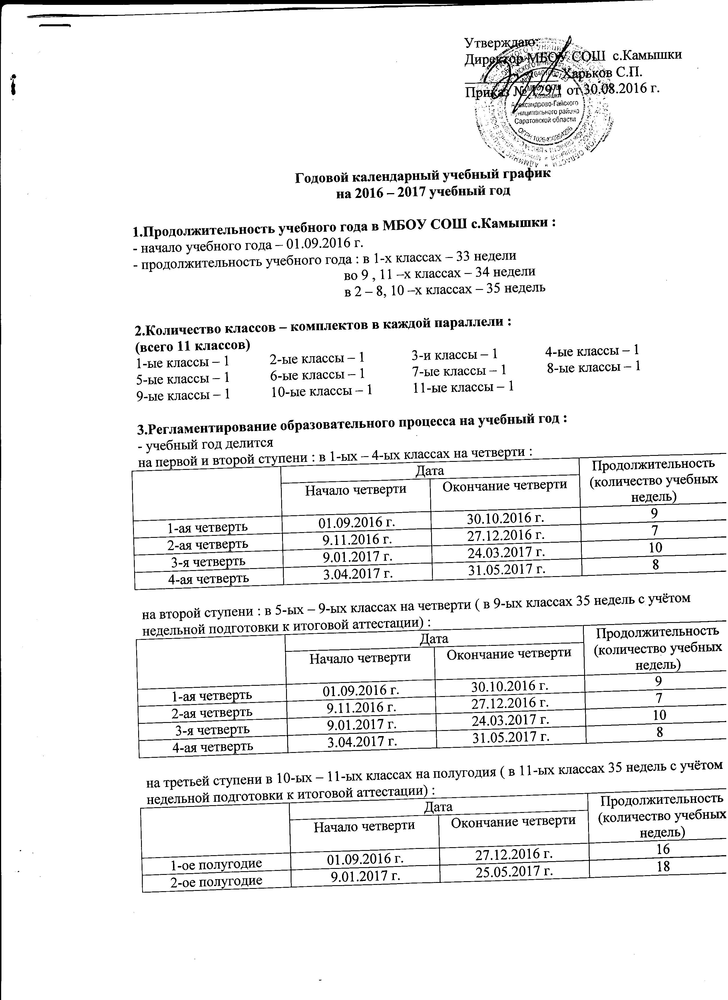 Утверждаю:
Директор МБОУ СОШ с.Камышки
Харьков С.П.
Приказ № 129/1 от 30.08.2016 г.
МБОУ СОШ
с. Камышки
Александрово-Гайского
муниципального района
Саратовской области
Годовой календарный учебный график
на 2016 – 2017 учебный год
1.Продолжительность учебного года в МБОУ СОШ с.Камышки :
- начало учебного года – 01.09.2016 г.
- продолжительность учебного года : в 1-х классах – 33 недели
во 9 , 11 –х классах – 34 недели
в 2 – 8, 10 –х классах – 35 недель
2.Количество классов – комплектов в каждой параллели :
(всего 11 классов)
1-ые классы – 1 2-ые классы – 1 3-и классы – 1 4-ые классы – 1
5-ые классы – 1 6-ые классы – 1 7-ые классы – 1 8-ые классы – 1
9-ые классы – 1 10-ые классы – 1 11-ые классы – 1
3.Регламентирование образовательного процесса на учебный год :
- учебный год делится
на первой и второй ступени : в 1-ых – 4-ых классах на четверти :
Дата Продолжительность
Начало четверти Окончание четверти (количество учебных
недель)
1-ая четверть 01.09.2016 г. 30.10.2016 г. 9
2-ая четверть 9.11.2016 г. 27.12.2016 г. 7
3-я четверть 9.01.2017 г. 24.03.2017 г. 10
4-ая четверть 3.04.2017 г. 31.05.2017 г. 8
на второй ступени : в 5-ых – 9-ых классах на четверти ( в 9-ых классах 35 недель с учётом
недельной подготовки к итоговой аттестации) :
Дата Продолжительность
Начало четверти Окончание четверти (количество учебных
недель)
1-ая четверть 01.09.2016 г. 30.10.2016 г. 9
2-ая четверть 9.11.2016 г. 27.12.2016 г. 7
3-я четверть 9.01.2017 г. 24.03.2017 г. 10
4-ая четверть 3.04.2017 г. 31.05.2017 г. 8
на третьей ступени в 10-ых – 11-ых классах на полугодия ( в 11-ых классах 35 недель с учётом
недельной подготовки к итоговой аттестации) :
Дата Продолжительность
Начало четверти Окончание четверти (количество учебных
недель)
1-ое полугодие 01.09.2016 г. 27.12.2016 г. 16
2-ое полугодие 9.01.2017 г. 25.05.2017 г. 18